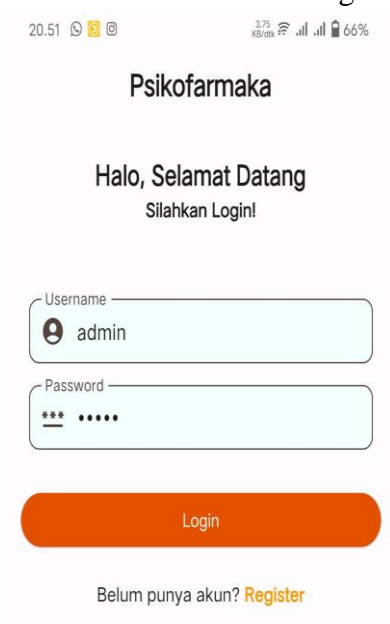 20.51 3,75 KB/dtk 66%
Psikofarmaka
Halo, Selamat Datang
Silahkan Login!
Username
admin
Password
*** •••••
Login
Belum punya akun? Register